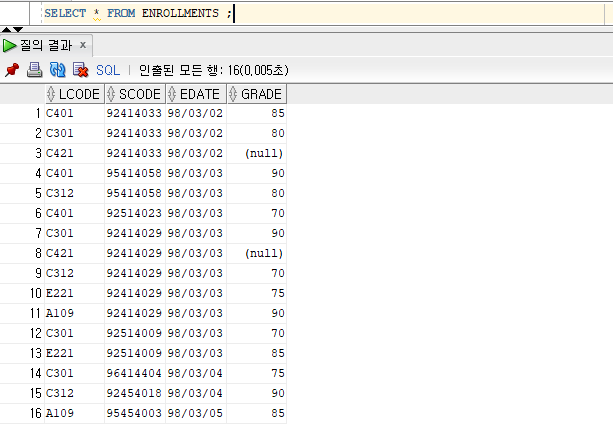 SELECT * FROM ENROLLMENTS ;
질의 결과 x
SQL | 인출된 모든 행: 16(0,005초)
LCODE SCODE EDATE GRADE
1 C401 92414033 98/03/02 85
2 C301 92414033 98/03/02 80
3 C421 92414033 98/03/02 (null)
4 C401 95414058 98/03/03 90
5 C312 95414058 98/03/03 80
6 C401 92514023 98/03/03 70
7 C301 92414029 98/03/03 90
8 C421 92414029 98/03/03 (null)
9 C312 92414029 98/03/03 70
10 E221 92414029 98/03/03 75
11 A109 92414029 98/03/03 90
12 C301 92514009 98/03/03 70
13 E221 92514009 98/03/03 85
14 C301 96414404 98/03/04 75
15 C312 92454018 98/03/04 90
16 A109 95454003 98/03/05 85